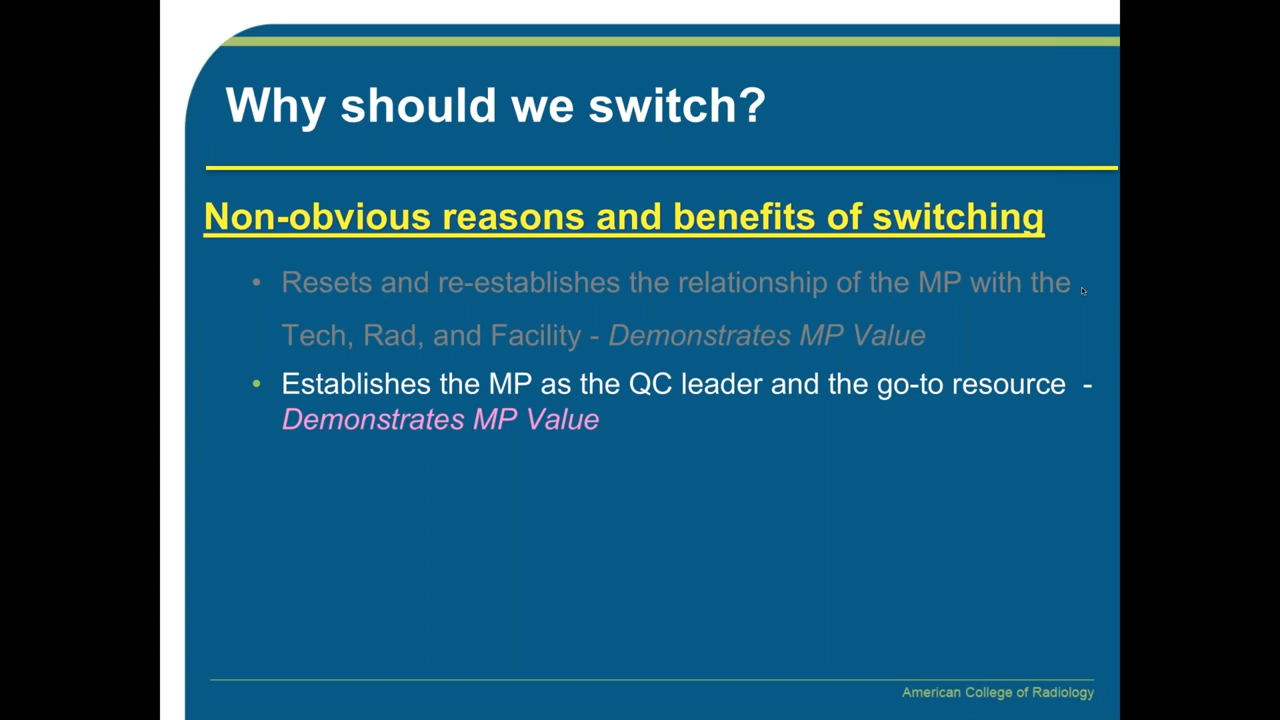 Why should we switch?
Non-obvious reasons and benefits of switching
• Resets and re-establishes the relationship of the MP with the
Tech, Rad, and Facility - Demonstrates MP Value
• Establishes the MP as the QC leader and the go-to resource -
Demonstrates MP Value
American College of Radiology